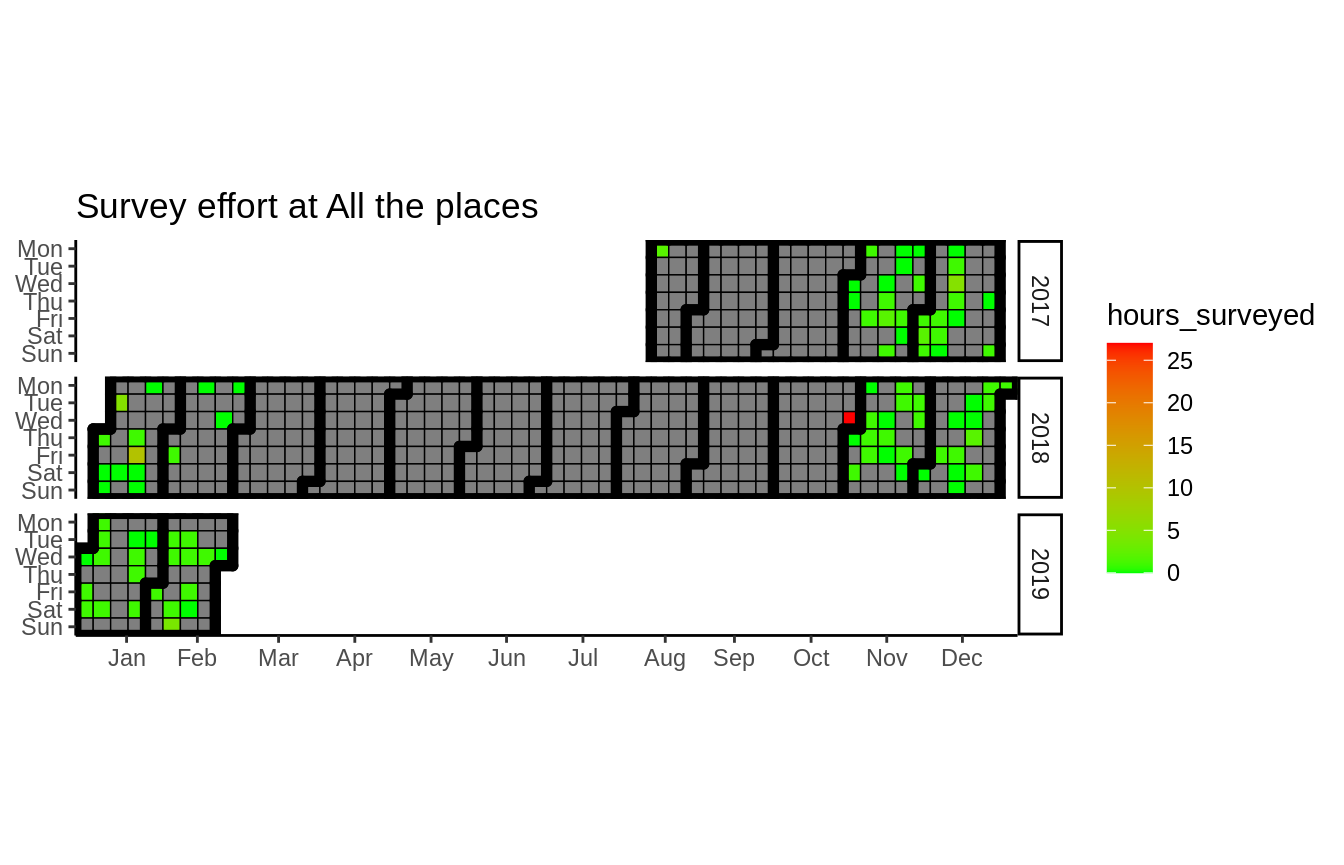 Survey effort at All the places
Mon
Tue
Wed
Thu
Fri
Sat
Sun
2017
Mon
Tue
Wed
Thu
Fri
Sat
Sun
2018
Mon
Tue
Wed
Thu
Fri
Sat
Sun
2019
Jan Feb Mar Apr May Jun Jul Aug Sep Oct Nov Dec
hours_surveyed
25
20
15
10
5
0